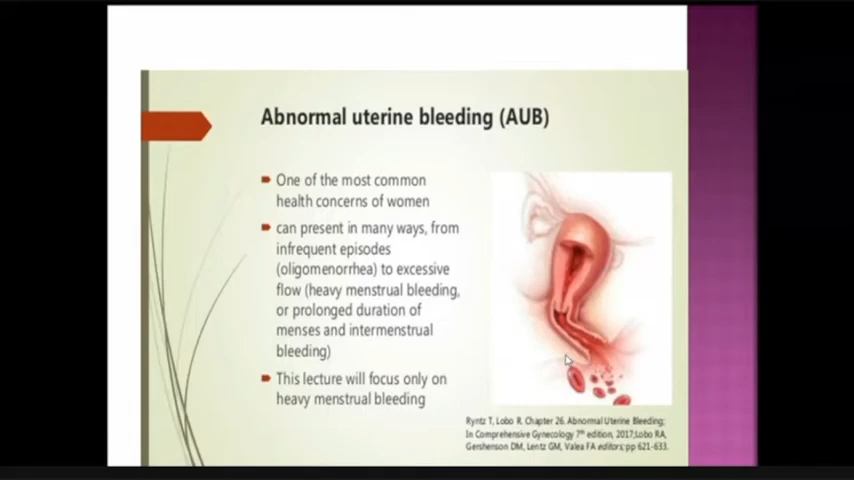 Abnormal uterine bleeding (AUB)
One of the most common
health concerns of women
can present in many ways, from
infrequent episodes
(oligomenorrhea) to excessive
flow (heavy menstrual bleeding,
or prolonged duration of
menses and intermenstrual
bleeding)
This lecture will focus only on
heavy menstrual bleeding
Ryntz T, Lobo R. Chapter 26. Abnormal Uterine Bleeding;
In Comprehensive Gynecology 7th edition, 2017;Lobo RA,
Gershenson DM, Lentz GM, Valea FA editors; pp 621-633.